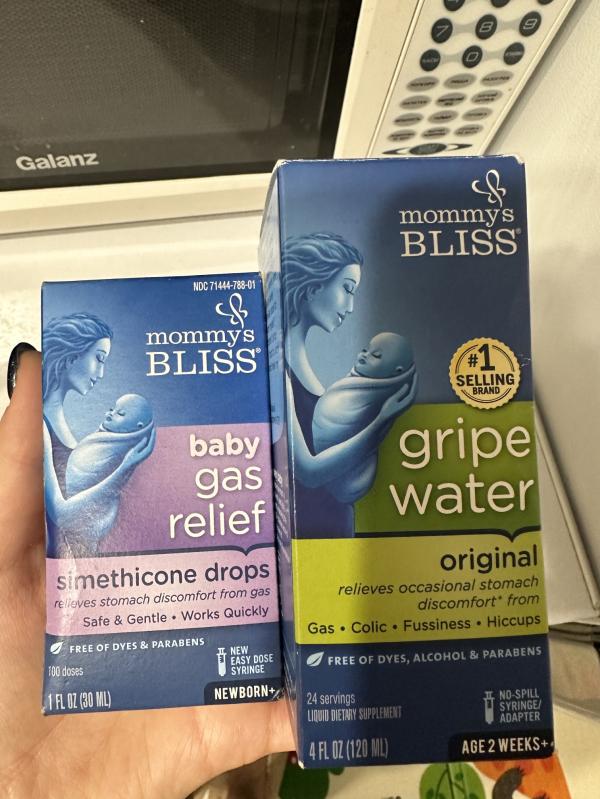 Galanz
7 8 9
0
NDC 71444-788-01
mommy's
BLISS®
baby
gas
relief
simethicone drops
relieves stomach discomfort from gas
Safe & Gentle • Works Quickly
FREE OF DYES & PARABENS
100 doses
NEW
EASY DOSE
SYRINGE
1 FL OZ (30 ML)
NEWBORN+
mommy's
BLISS®
#1
SELLING
BRAND
gripe
water
original
relieves occasional stomach
discomfort* from
Gas • Colic • Fussiness • Hiccups
FREE OF DYES, ALCOHOL & PARABENS
24 servings
LIQUID DIETARY SUPPLEMENT
NO-SPILL
SYRINGE/
ADAPTER
4 FL OZ (120 ML)
AGE 2 WEEKS+